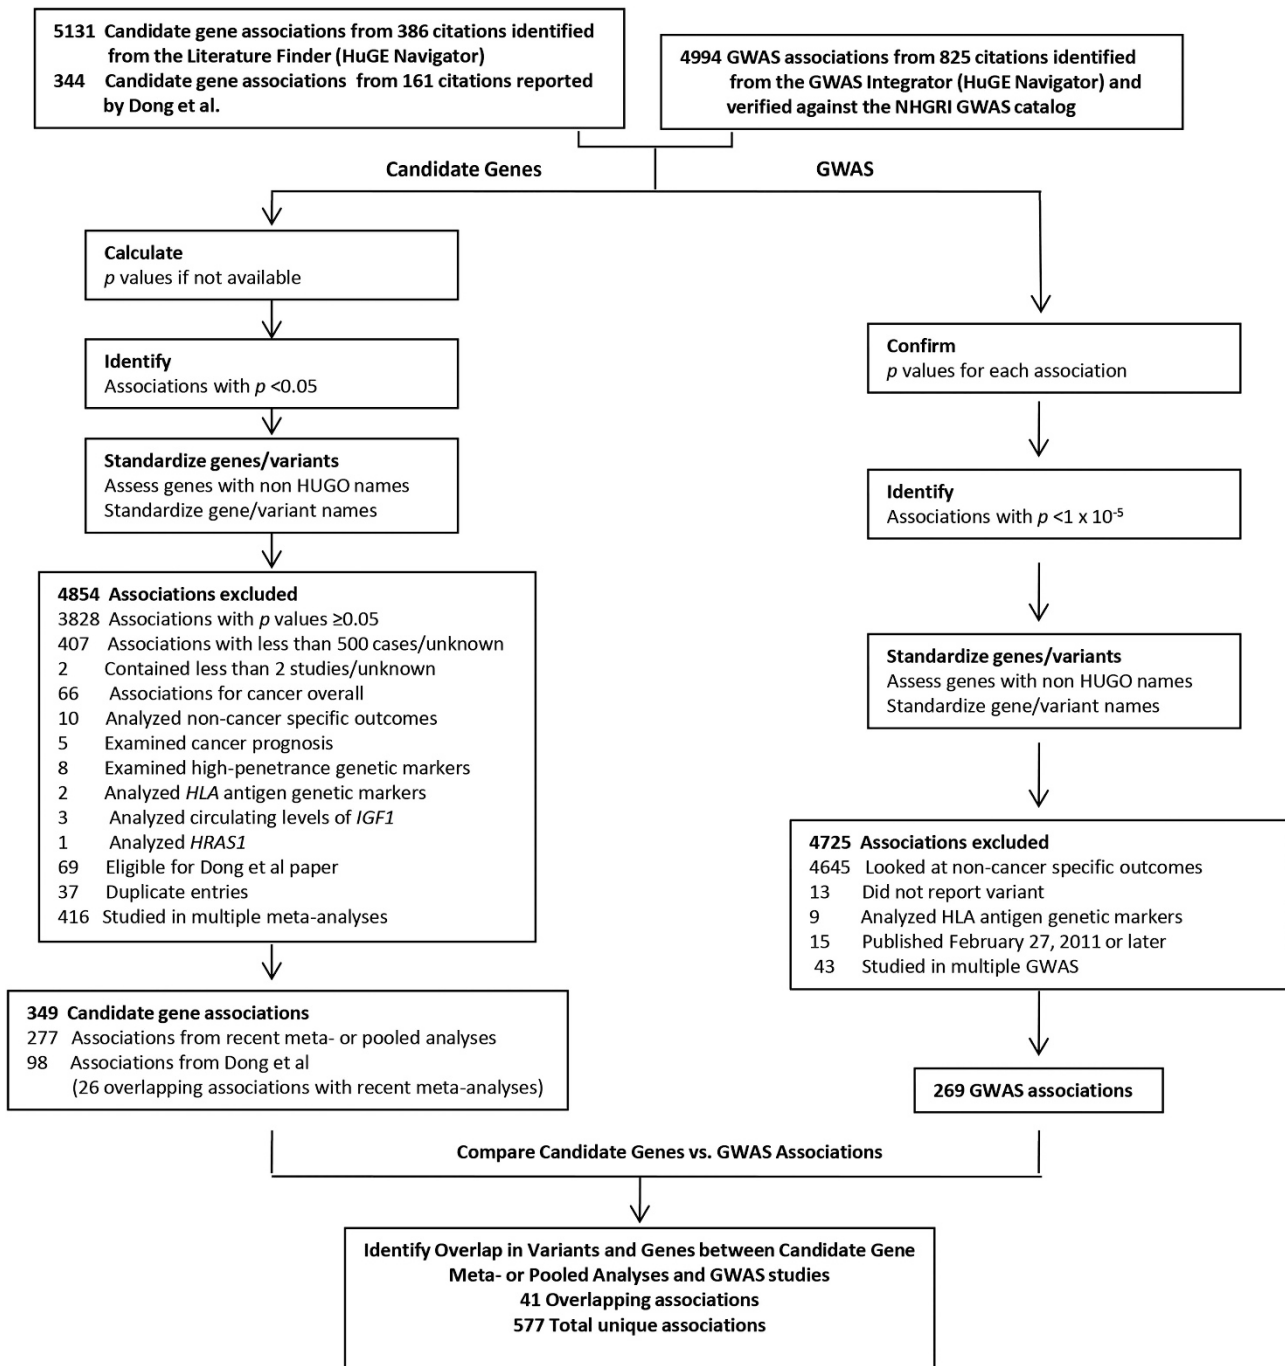 5131 Candidate gene associations from 386 citations identified
from the Literature Finder (HuGE Navigator)
344 Candidate gene associations from 161 citations reported
by Dong et al.
4994 GWAS associations from 825 citations identified
from the GWAS Integrator (HuGE Navigator) and
verified against the NHGRI GWAS catalog
Candidate Genes
GWAS
Calculate
p values if not available
Identify
Associations with p <0.05
Standardize genes/variants
Assess genes with non HUGO names
Standardize gene/variant names
4854 Associations excluded
3828 Associations with p values ≥0.05
407 Associations with less than 500 cases/unknown
2 Contained less than 2 studies/unknown
66 Associations for cancer overall
10 Analyzed non-cancer specific outcomes
5 Examined cancer prognosis
8 Examined high-penetrance genetic markers
2 Analyzed HLA antigen genetic markers
3 Analyzed circulating levels of IGF1
1 Analyzed HRAS1
69 Eligible for Dong et al paper
37 Duplicate entries
416 Studied in multiple meta-analyses
349 Candidate gene associations
277 Associations from recent meta- or pooled analyses
98 Associations from Dong et al
(26 overlapping associations with recent meta-analyses)
Confirm
p values for each association
Identify
Associations with p <1 x 10⁻⁵
Standardize genes/variants
Assess genes with non HUGO names
Standardize gene/variant names
4725 Associations excluded
4645 Looked at non-cancer specific outcomes
13 Did not report variant
9 Analyzed HLA antigen genetic markers
15 Published February 27, 2011 or later
43 Studied in multiple GWAS
269 GWAS associations
Compare Candidate Genes vs. GWAS Associations
Identify Overlap in Variants and Genes between Candidate Gene
Meta- or Pooled Analyses and GWAS studies
41 Overlapping associations
577 Total unique associations